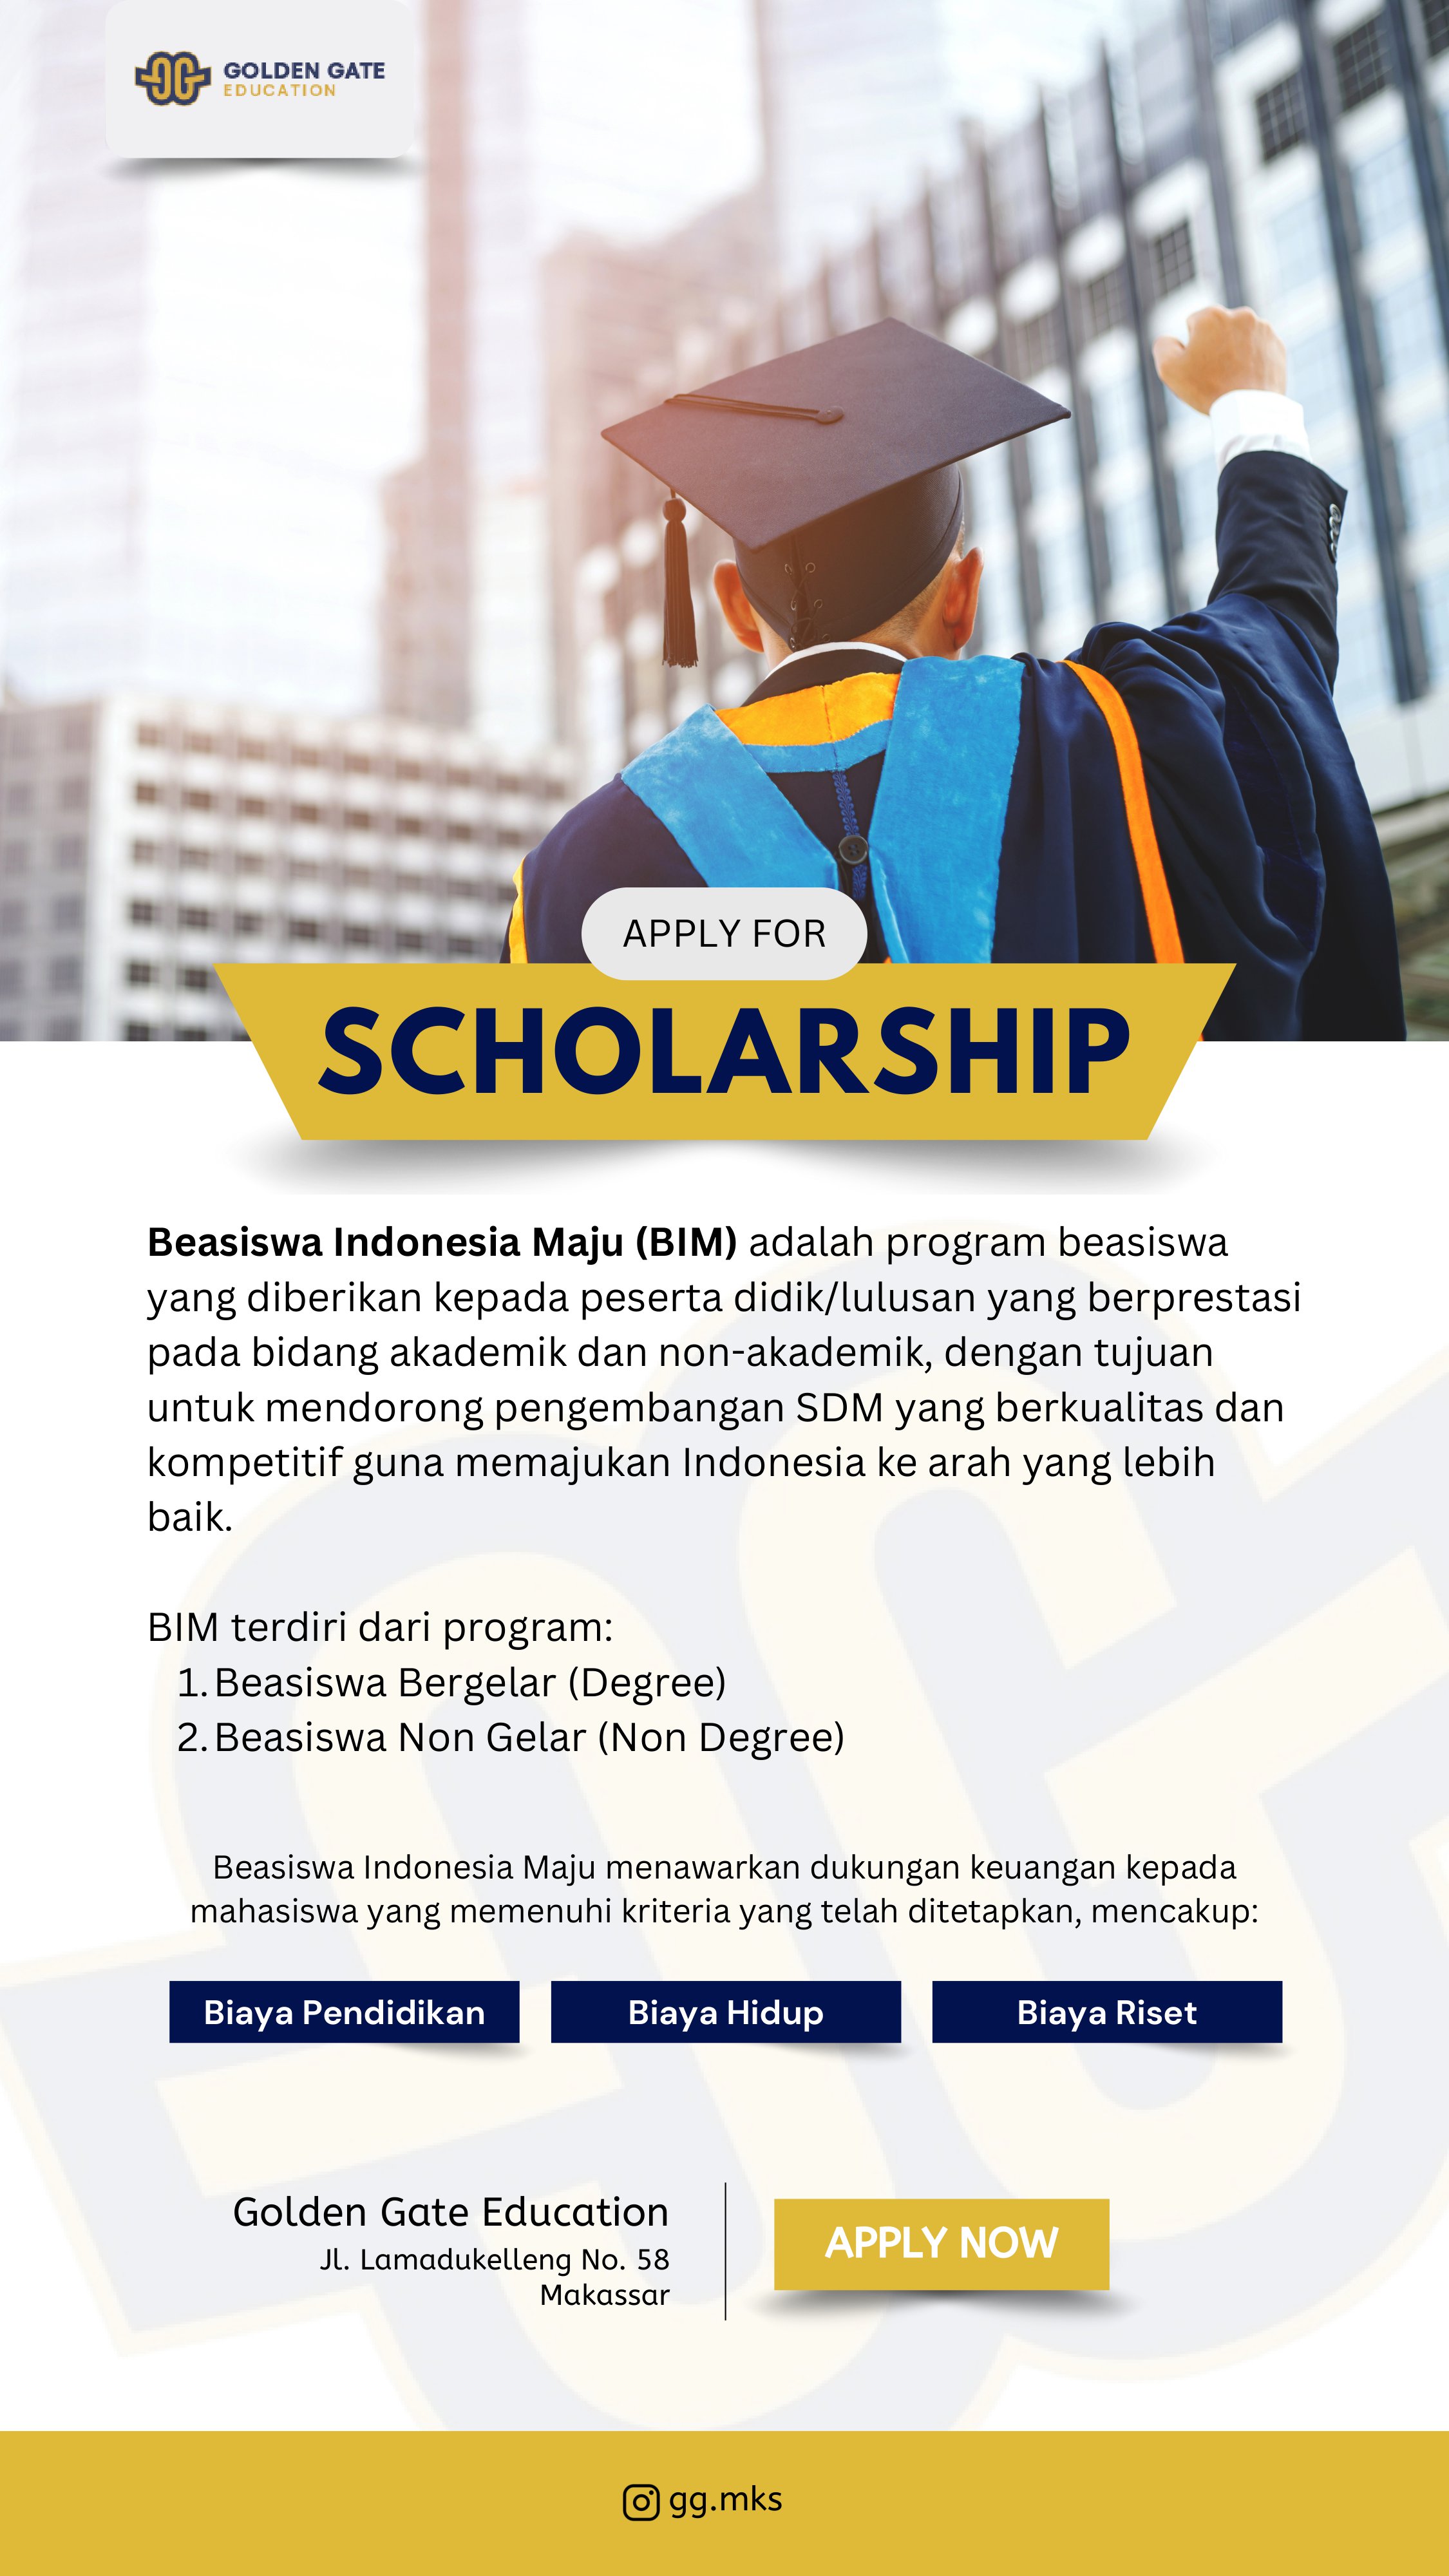 GOLDEN GATE
EDUCATION
APPLY FOR
SCHOLARSHIP
Beasiswa Indonesia Maju (BIM) adalah program beasiswa
yang diberikan kepada peserta didik/lulusan yang berprestasi
pada bidang akademik dan non-akademik, dengan tujuan
untuk mendorong pengembangan SDM yang berkualitas dan
kompetitif guna memajukan Indonesia ke arah yang lebih
baik.
BIM terdiri dari program:
1. Beasiswa Bergelar (Degree)
2. Beasiswa Non Gelar (Non Degree)
Beasiswa Indonesia Maju menawarkan dukungan keuangan kepada
mahasiswa yang memenuhi kriteria yang telah ditetapkan, mencakup:
Biaya Pendidikan
Biaya Hidup
Biaya Riset
Golden Gate Education
Jl. Lamadukelleng No. 58
Makassar
APPLY NOW
gg.mks